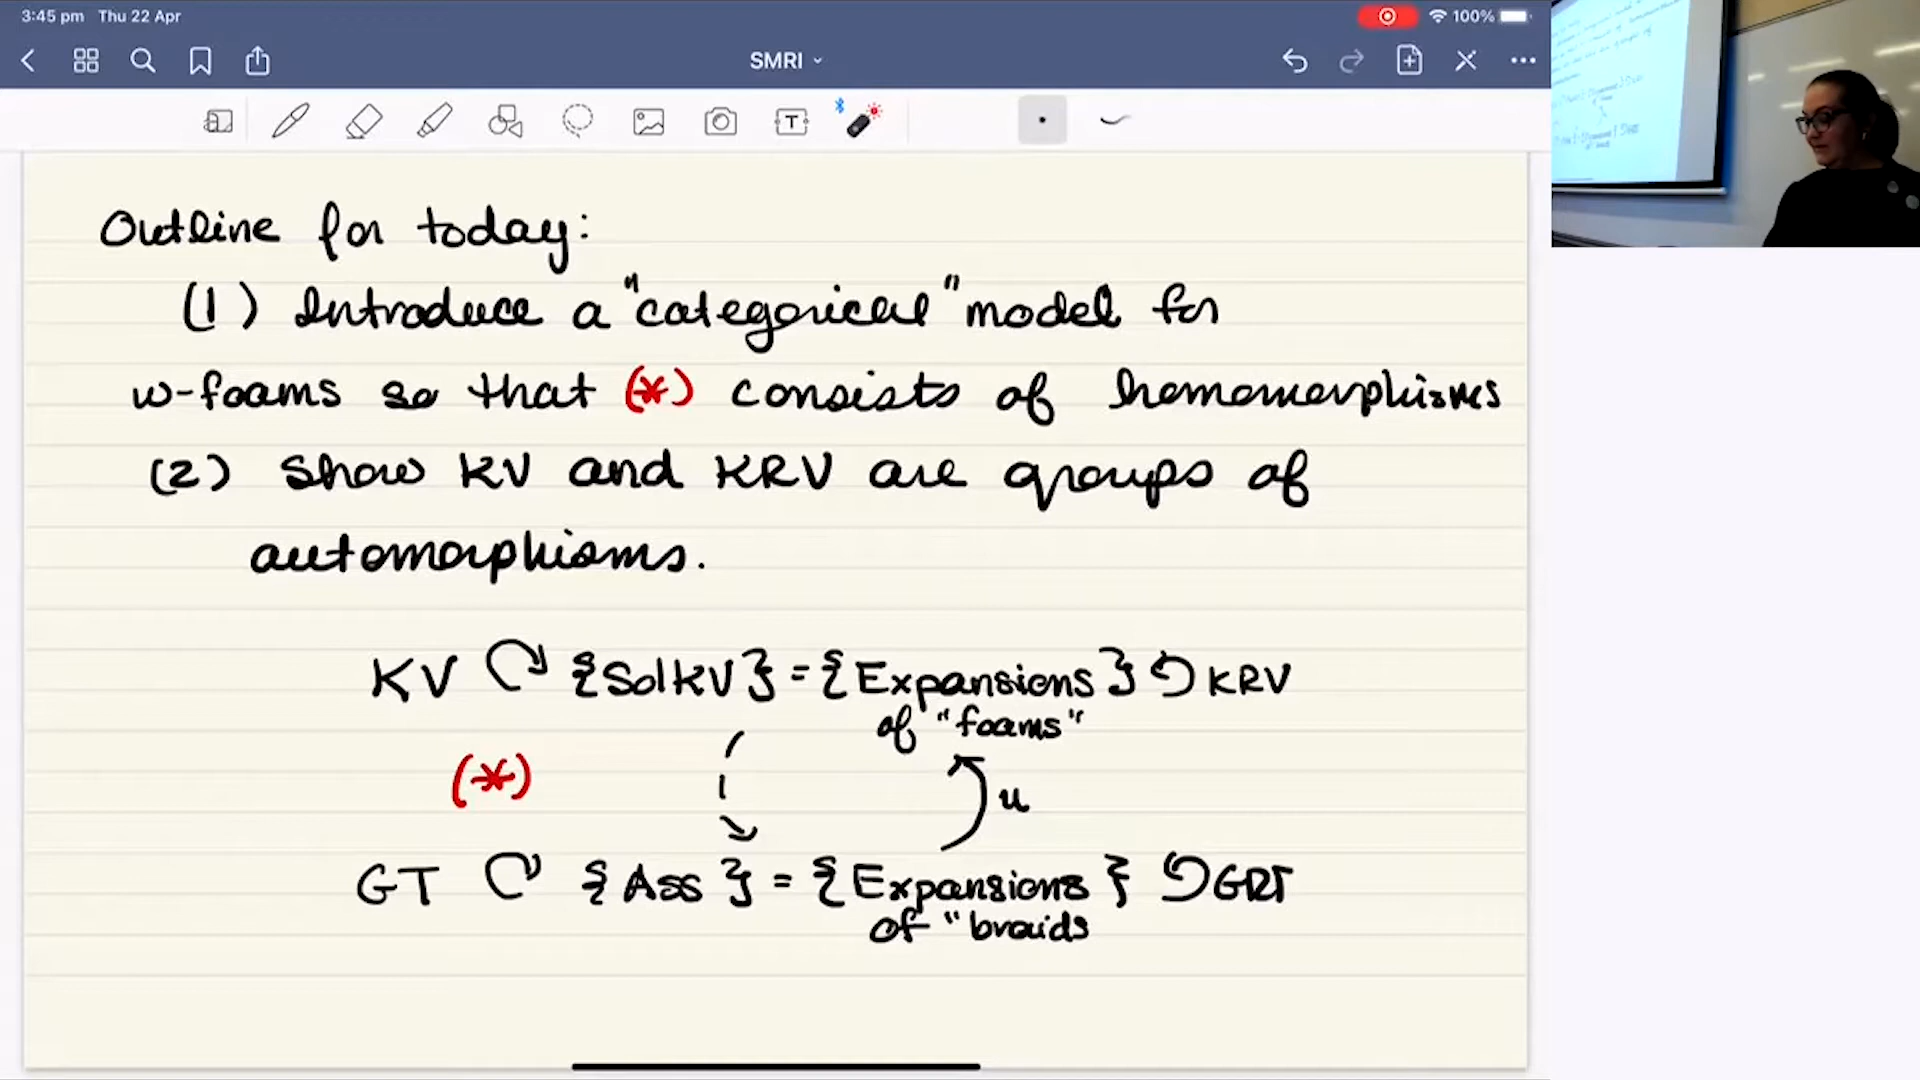 3:45 pm Thu 22 Apr
100%
SMRI
T
Outline for today:
(1) Introduce a "categorical" model for
w-foams so that (*) consists of homomorphisms
(2) Show KV and KRV are groups of
automorphisms.
KV ↻ {SolKV} = {Expansions} ↺ KRV
of "foams"
(*)
u
GT ↻ {Ass} = {Expansions} ↺ GRT
of "braids